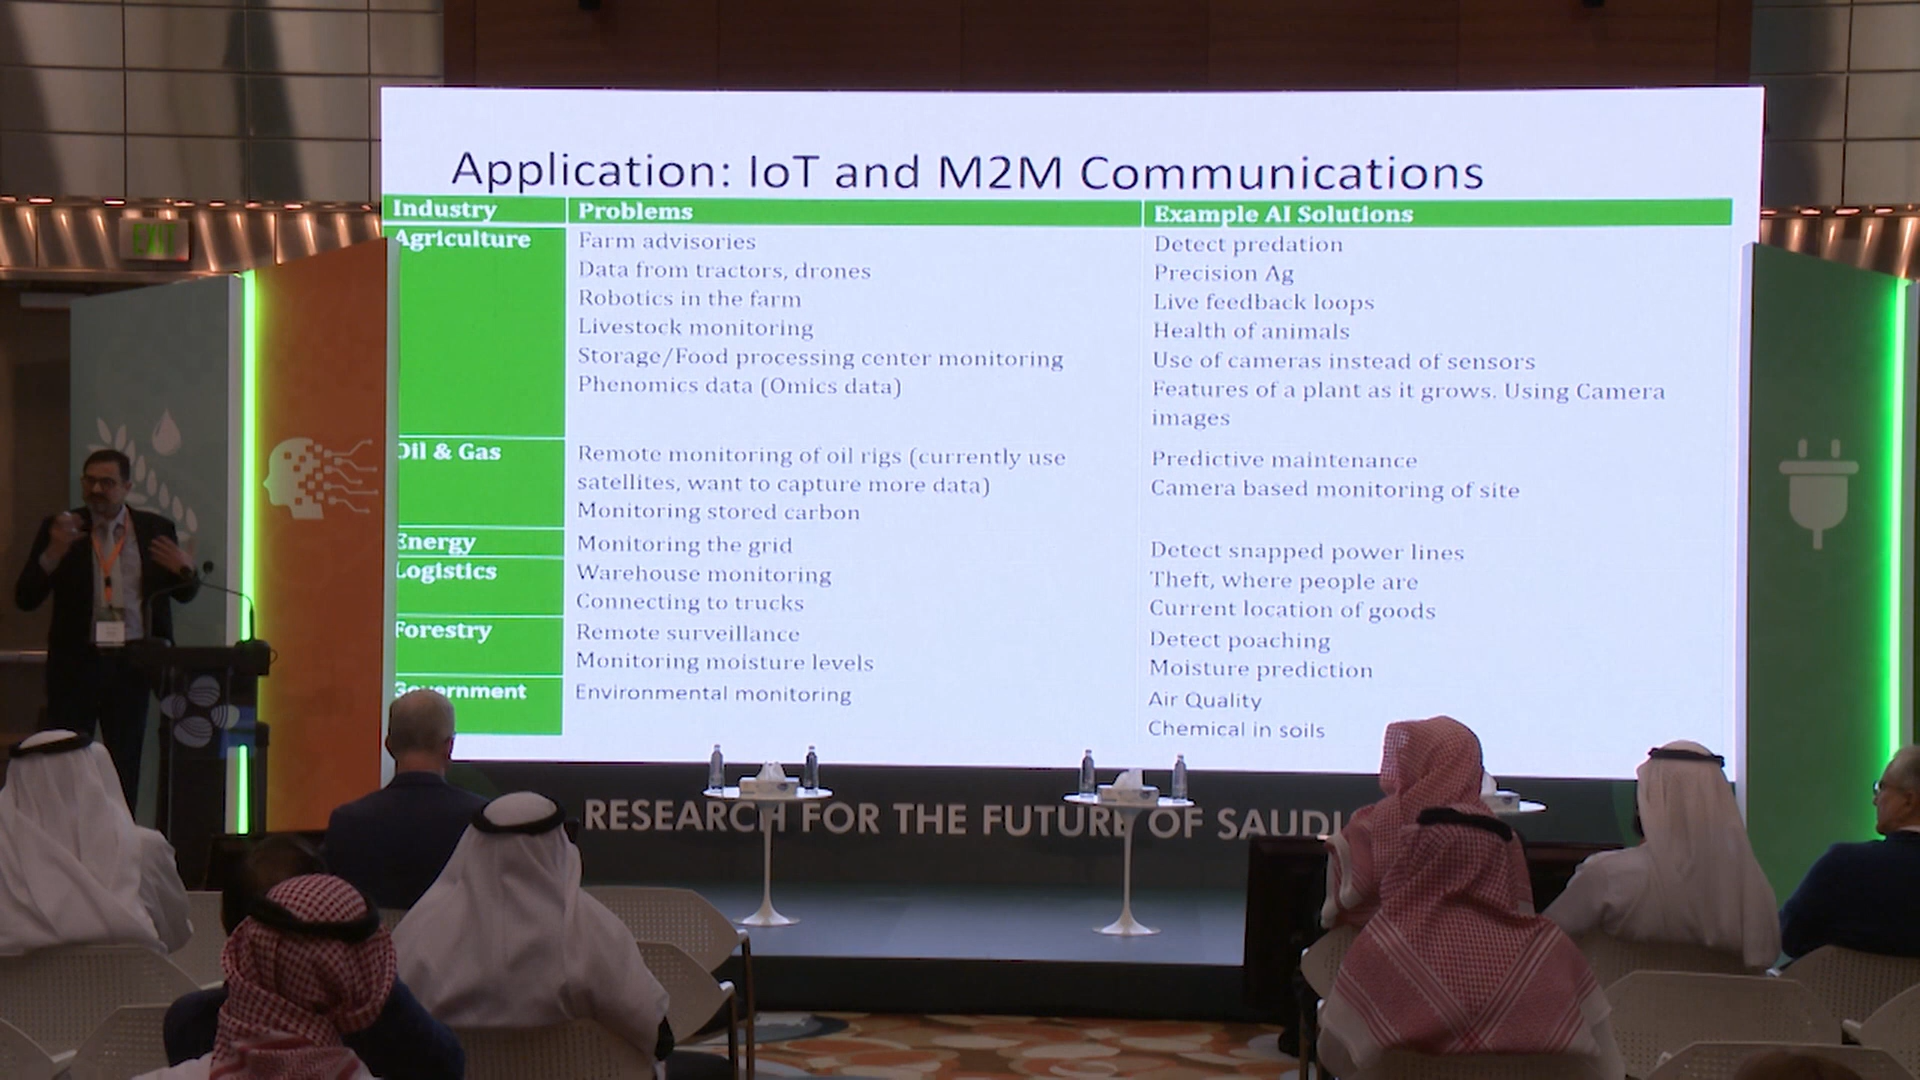 Application: IoT and M2M Communications
Industry Problems Example AI Solutions
Agriculture
Farm advisories
Data from tractors, drones
Robotics in the farm
Livestock monitoring
Storage/Food processing center monitoring
Phenomics data (Omics data)
Detect predation
Precision Ag
Live feedback loops
Health of animals
Use of cameras instead of sensors
Features of a plant as it grows. Using Camera
images
Oil & Gas
Remote monitoring of oil rigs (currently use
satellites, want to capture more data)
Monitoring stored carbon
Predictive maintenance
Camera based monitoring of site
Energy
Monitoring the grid
Detect snapped power lines
Logistics
Warehouse monitoring
Connecting to trucks
Theft, where people are
Current location of goods
Forestry
Remote surveillance
Monitoring moisture levels
Detect poaching
Moisture prediction
Government
Environmental monitoring
Air Quality
Chemical in soils
EXIT
RESEARCH FOR THE FUTURE OF SAUDI